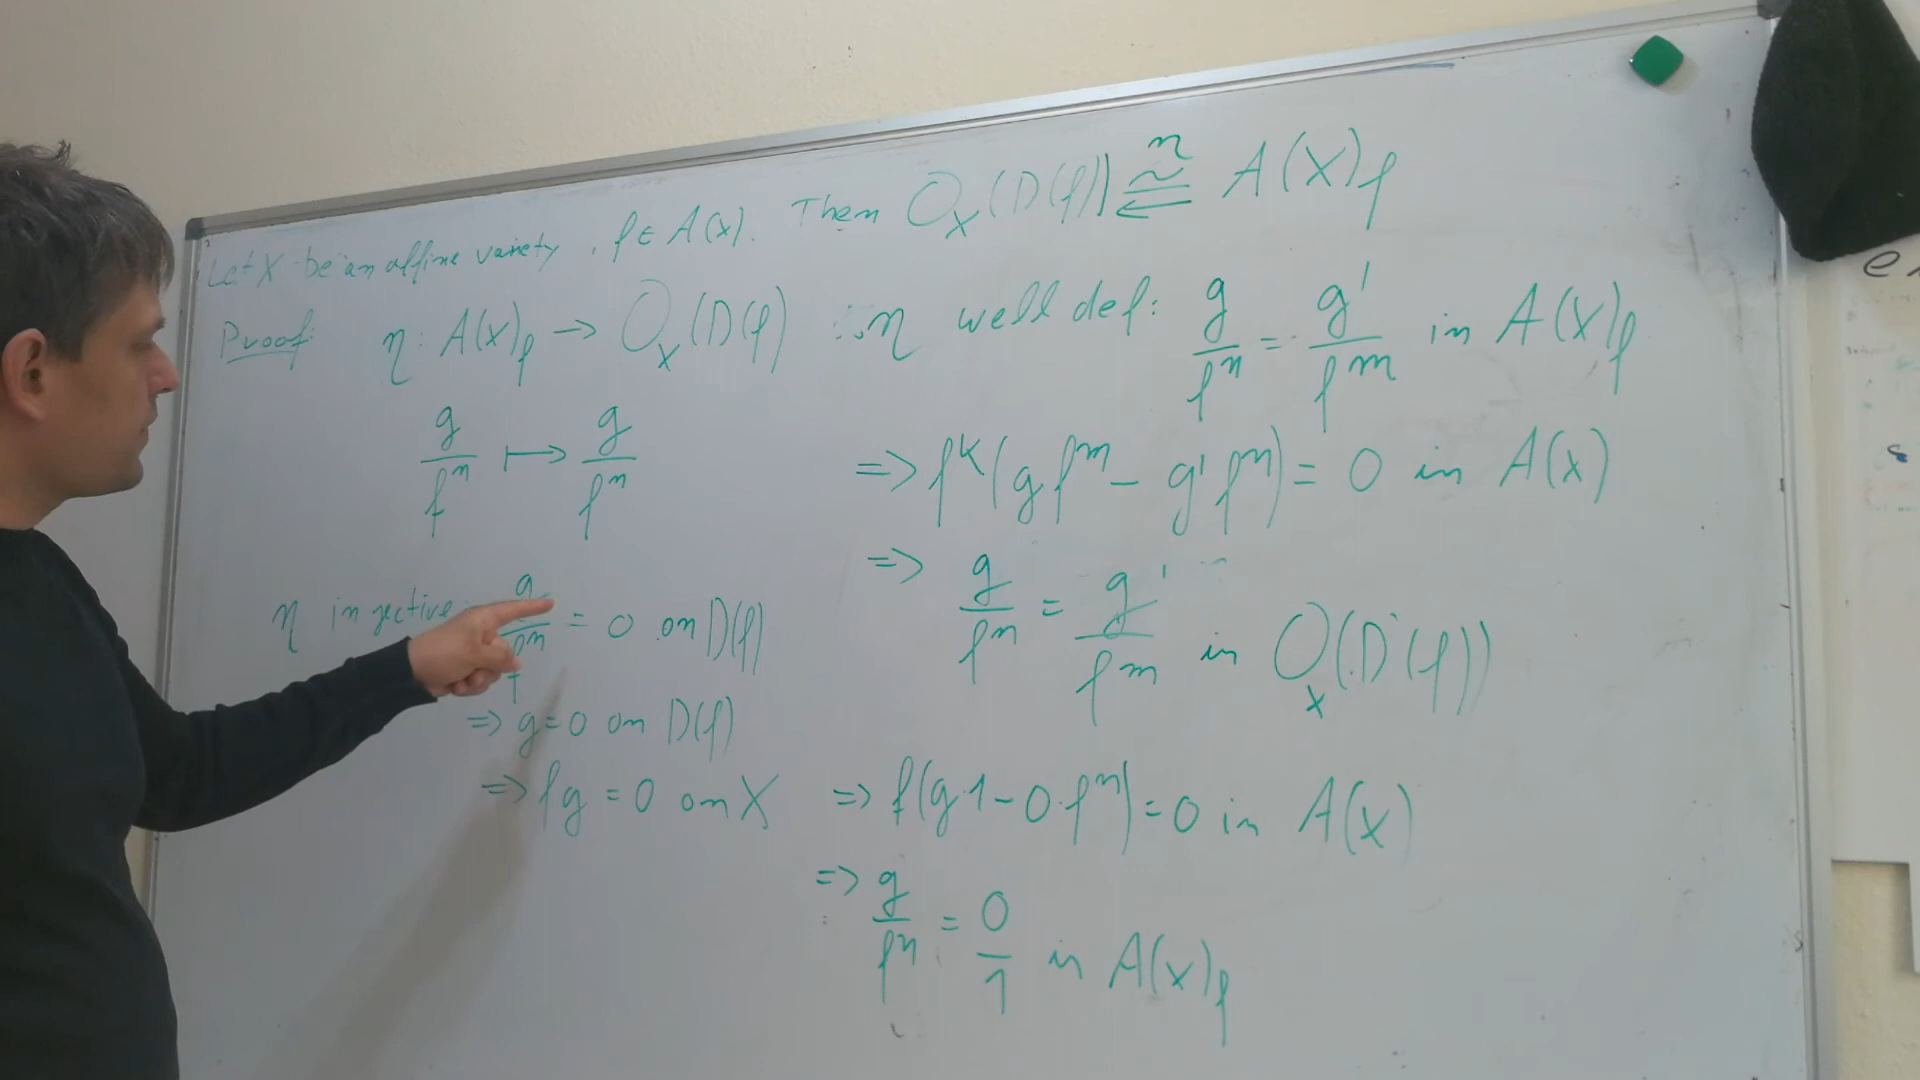 Let X be an affine variety, f ∈ A(X). Then O_X(D(f)) ≅ A(X)_f
η
Proof: η: A(X)_f → O_X(D(f))
g/f^n ↦ g/f^n
η well def: g/f^n = g'/f^m in A(X)_f
=> f^k(g f^m - g' f^n) = 0 in A(X)
=> g/f^n = g'/f^m in O_X(D(f))
η injective: g/f^n = 0 on D(f)
=> g=0 on D(f)
=> fg = 0 on X => f(g·1 - 0·f^n) = 0 in A(X)
=> g/f^n = 0/1 in A(X)_f